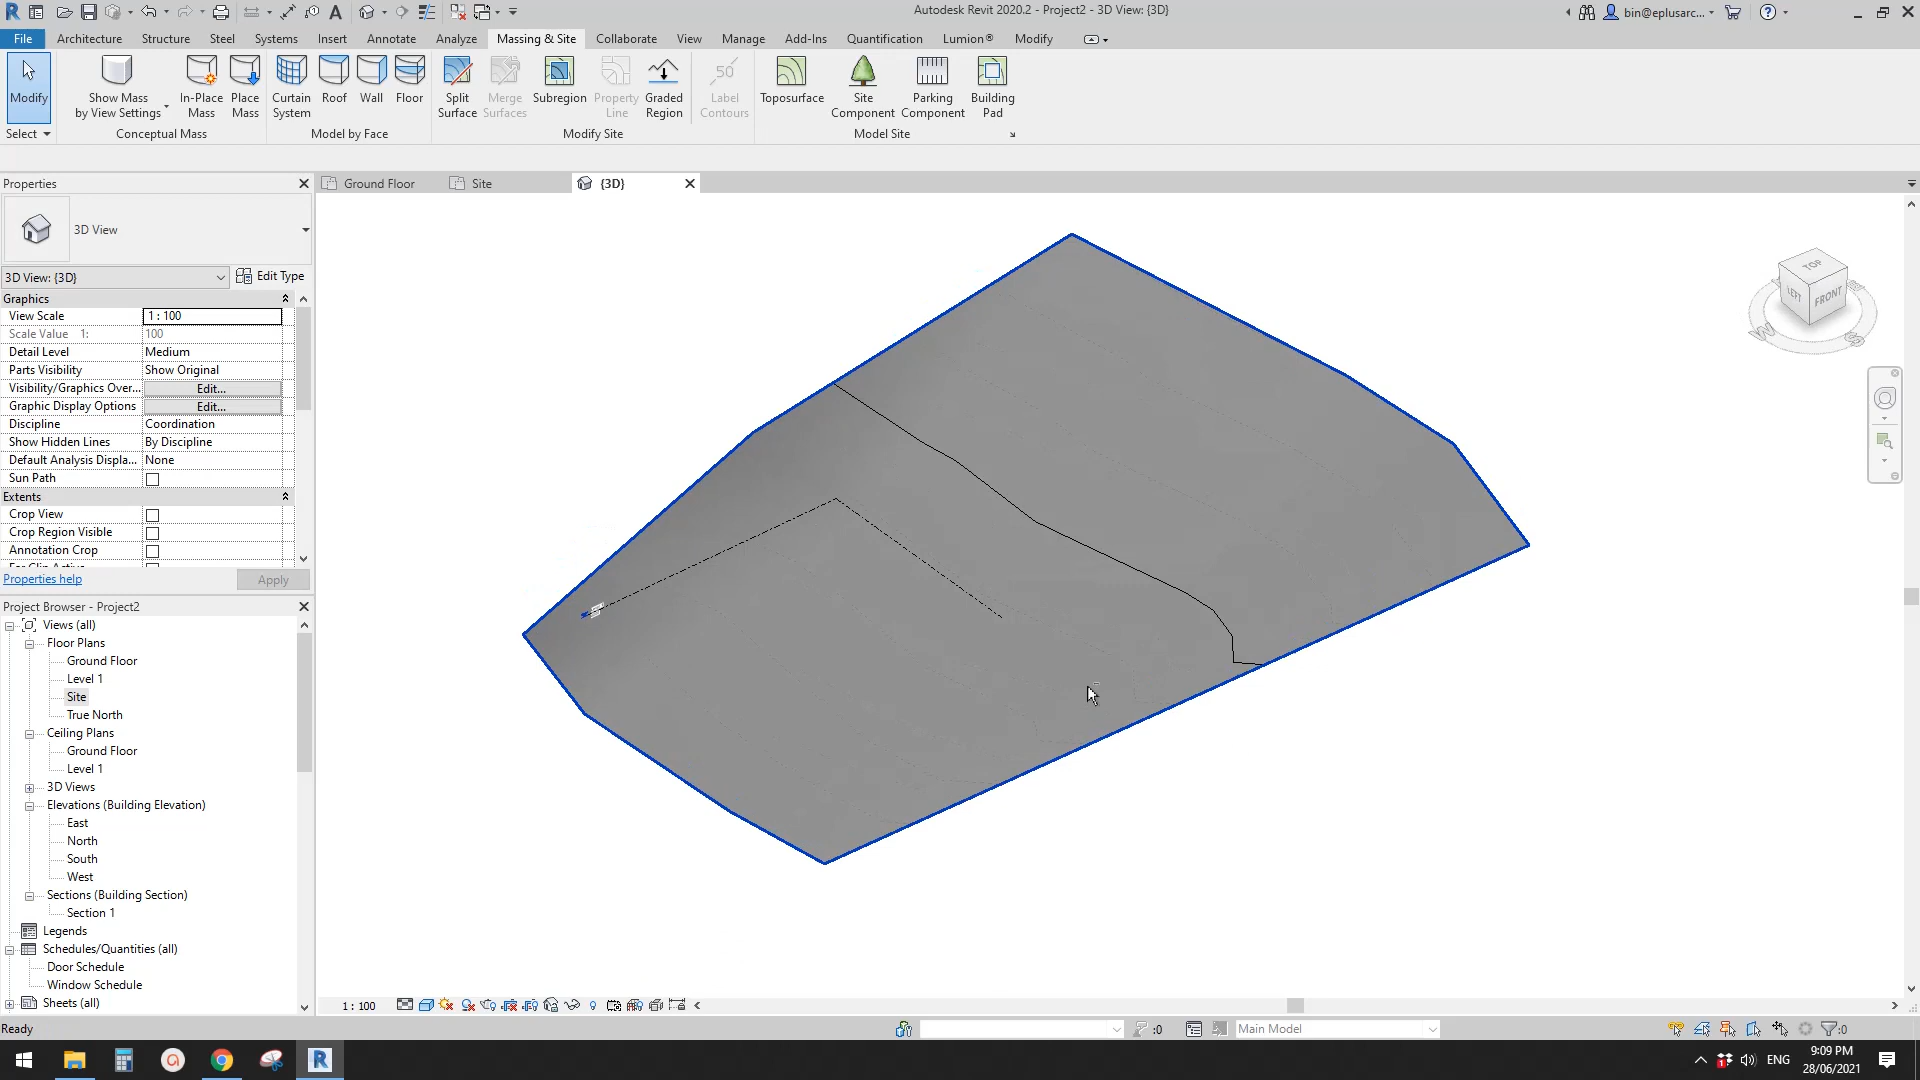 Autodesk Revit 2020.2 - Project2 - 3D View: {3D}
bin@eplusarc...
File Architecture Structure Steel Systems Insert Annotate Analyze Massing & Site Collaborate View Manage Add-Ins Quantification Lumion® Modify
Modify
Show Mass
by View Settings
In-Place
Mass
Place
Mass
Curtain
System
Roof
Wall
Floor
Split
Surface
Merge
Surfaces
Subregion
Property
Line
Graded
Region
50
Label
Contours
Toposurface
Site
Component
Parking
Component
Building
Pad
Select
Conceptual Mass
Model by Face
Modify Site
Model Site
Properties
Ground Floor
Site
{3D}
3D View
3D View: {3D}
Edit Type
Graphics
View Scale 1 : 100
Scale Value 1: 100
Detail Level Medium
Parts Visibility Show Original
Visibility/Graphics Over... Edit...
Graphic Display Options Edit...
Discipline Coordination
Show Hidden Lines By Discipline
Default Analysis Displa... None
Sun Path
Extents
Crop View
Crop Region Visible
Annotation Crop
Properties help
Apply
Project Browser - Project2
Views (all)
Floor Plans
Ground Floor
Level 1
Site
True North
Ceiling Plans
Ground Floor
Level 1
3D Views
Elevations (Building Elevation)
East
North
South
West
Sections (Building Section)
Section 1
Legends
Schedules/Quantities (all)
Door Schedule
Window Schedule
Sheets (all)
TOP
LEFT
FRONT
W
S
1 : 100
Ready
:0
Main Model
:0
ENG
9:09 PM
28/06/2021